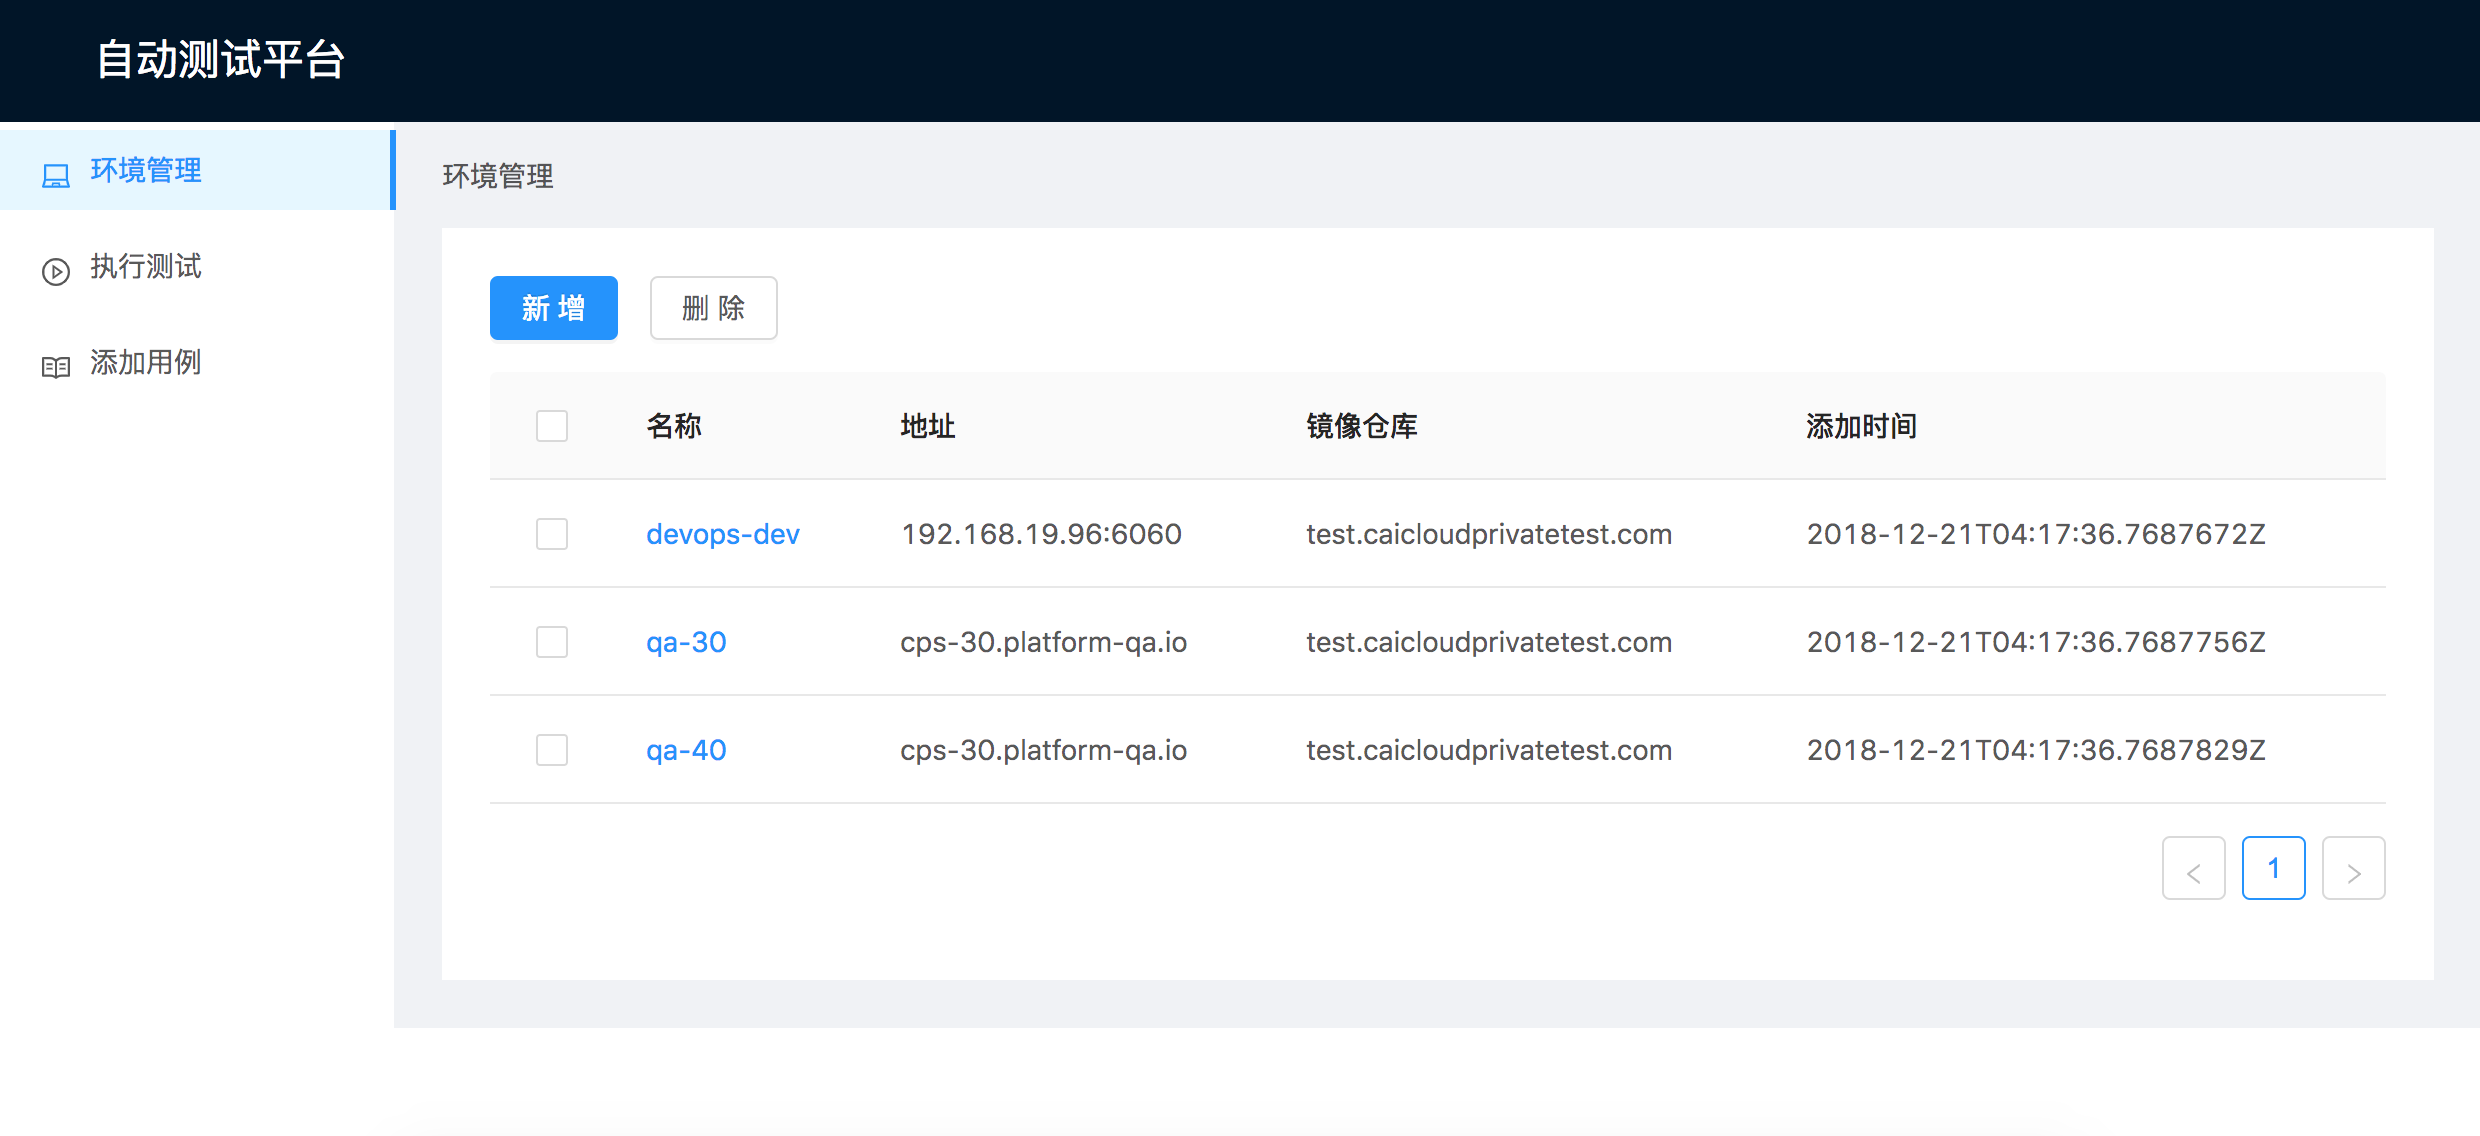 自动测试平台
环境管理
执行测试
添加用例
环境管理
新 增 删 除
名称 地址 镜像仓库 添加时间
devops-dev 192.168.19.96:6060 test.caicloudprivatetest.com 2018-12-21T04:17:36.7687672Z
qa-30 cps-30.platform-qa.io test.caicloudprivatetest.com 2018-12-21T04:17:36.7687756Z
qa-40 cps-30.platform-qa.io test.caicloudprivatetest.com 2018-12-21T04:17:36.7687829Z
< 1 >